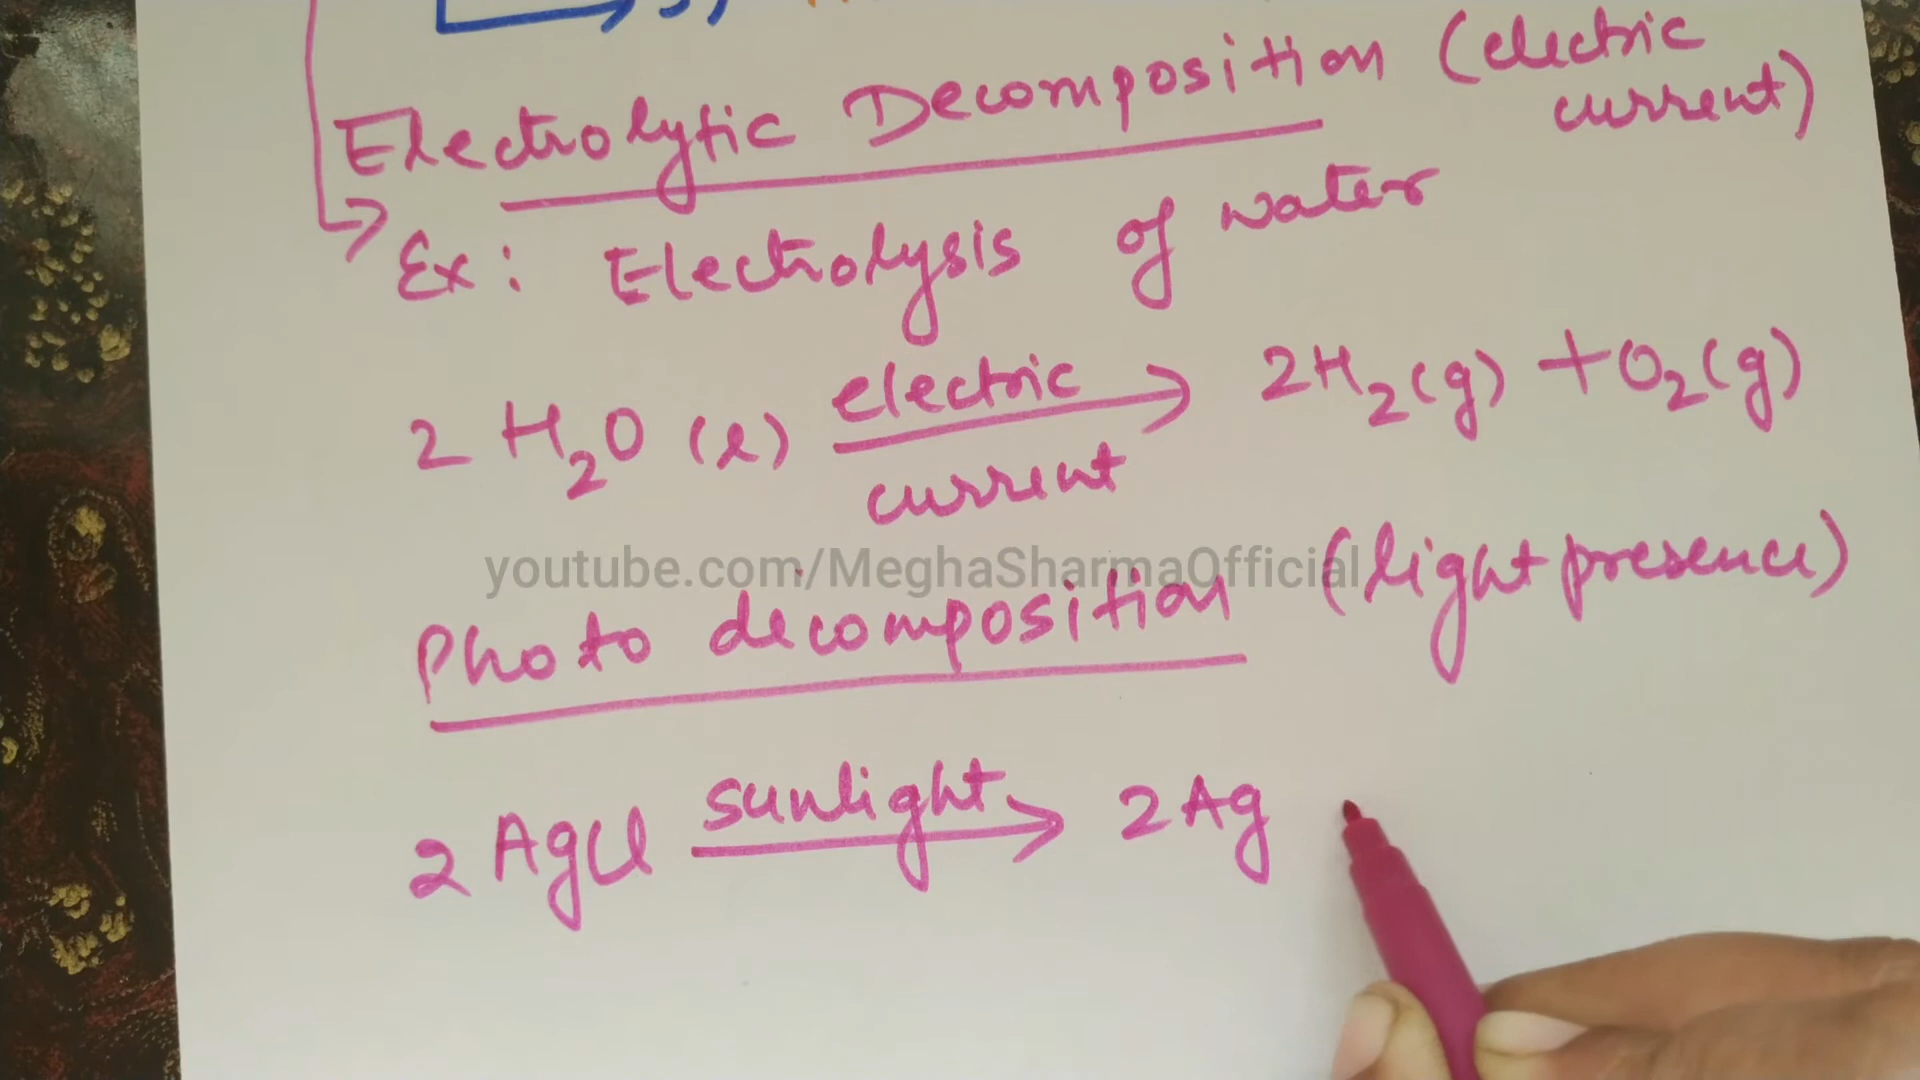 Electrolytic Decomposition (electric
current)
Ex: Electrolysis of water
2 H₂O (l) electric current → 2H₂(g) + O₂(g)
youtube.com/MeghaSharmaOfficial
Photo decomposition (light presence)
2 AgCl sunlight → 2Ag